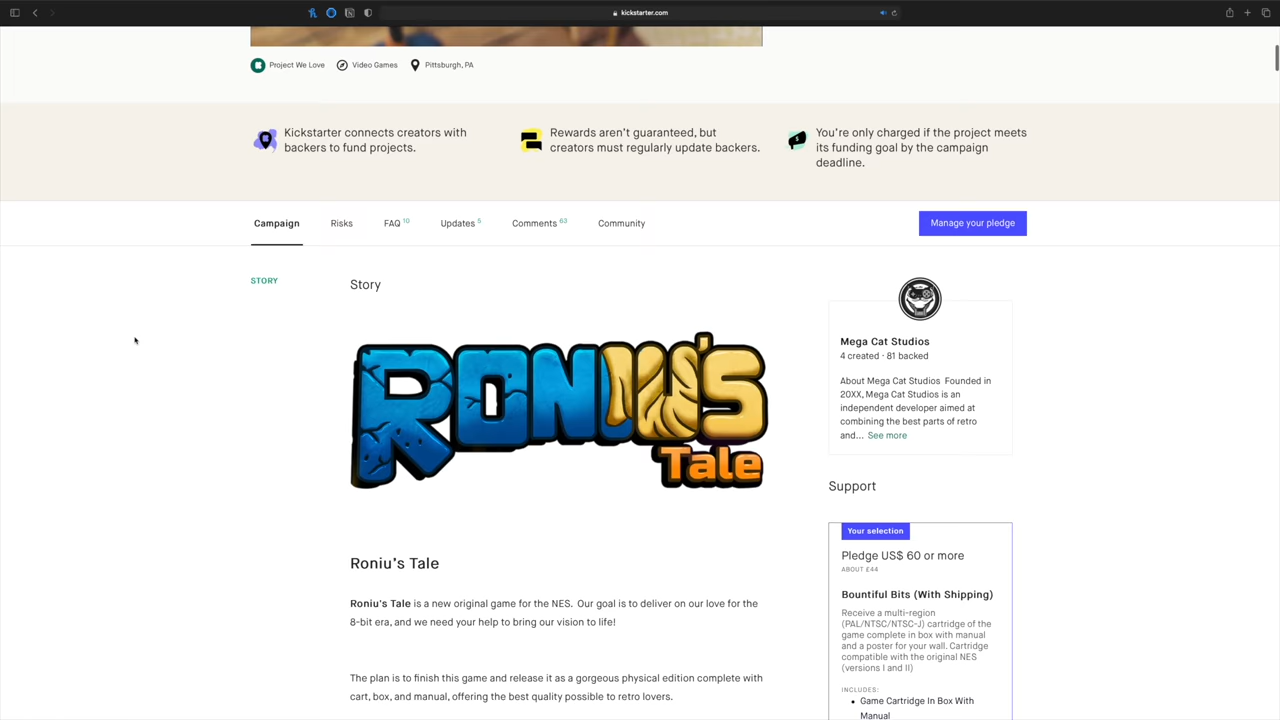 kickstarter.com
Project We Love
Video Games
Pittsburgh, PA
Kickstarter connects creators with
backers to fund projects.
Rewards aren't guaranteed, but
creators must regularly update backers.
You're only charged if the project meets
its funding goal by the campaign
deadline.
Campaign
Risks
FAQ 10
Updates 5
Comments 63
Community
Manage your pledge
STORY
Story
RONIU'S
Tale
Roniu's Tale
Roniu's Tale is a new original game for the NES. Our goal is to deliver on our love for the
8-bit era, and we need your help to bring our vision to life!
The plan is to finish this game and release it as a gorgeous physical edition complete with
cart, box, and manual, offering the best quality possible to retro lovers.
Mega Cat Studios
4 created · 81 backed
About Mega Cat Studios Founded in
20XX, Mega Cat Studios is an
independent developer aimed at
combining the best parts of retro
and... See more
Support
Your selection
Pledge US$ 60 or more
ABOUT £44
Bountiful Bits (With Shipping)
Receive a multi-region
(PAL/NTSC/NTSC-J) cartridge of the
game complete in box with manual
and a poster for your wall. Cartridge
compatible with the original NES
(versions I and II)
INCLUDES:
• Game Cartridge In Box With
Manual